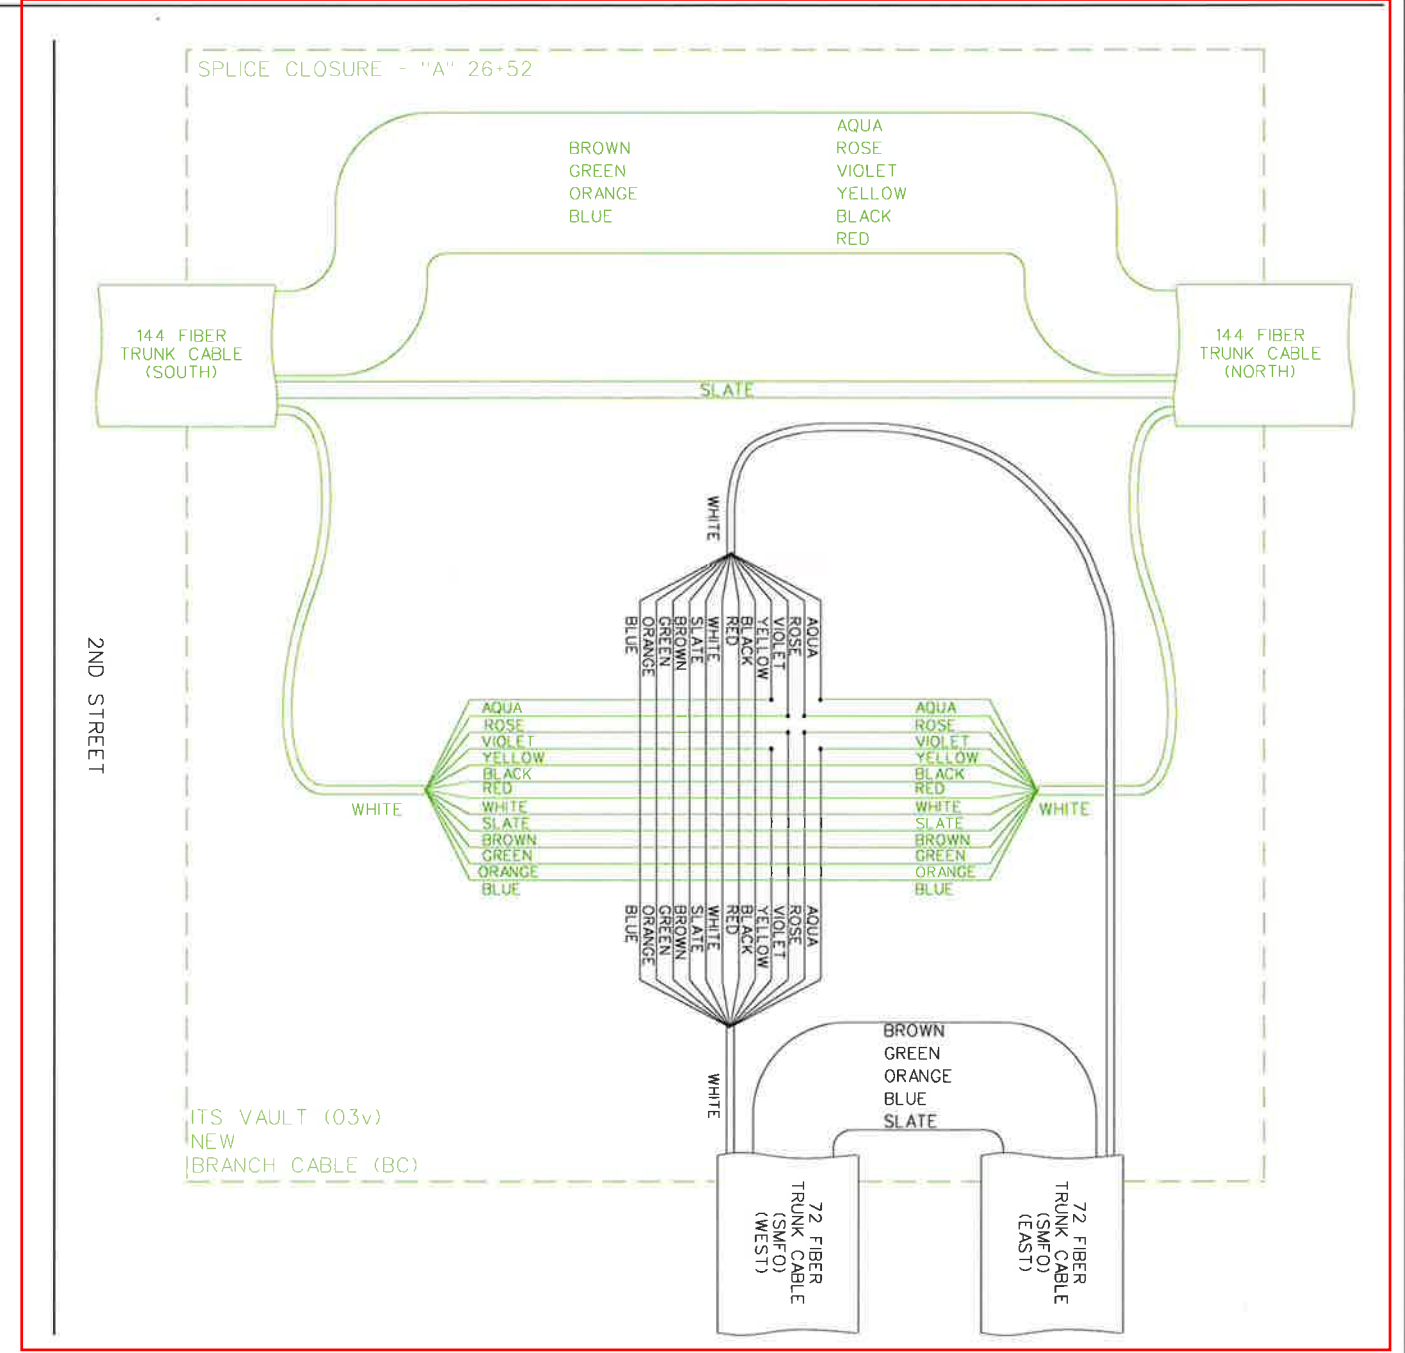 SPLICE CLOSURE - "A" 26+52
BROWN
GREEN
ORANGE
BLUE
AQUA
ROSE
VIOLET
YELLOW
BLACK
RED
144 FIBER
TRUNK CABLE
(SOUTH)
144 FIBER
TRUNK CABLE
(NORTH)
SLATE
WHITE
BLUE
ORANGE
GREEN
BROWN
SLATE
WHITE
RED
BLACK
YELLOW
VIOLET
ROSE
AQUA
2ND STREET
AQUA
ROSE
VIOLET
YELLOW
BLACK
RED
WHITE
SLATE
BROWN
GREEN
ORANGE
BLUE
WHITE
AQUA
ROSE
VIOLET
YELLOW
BLACK
RED
WHITE
SLATE
BROWN
GREEN
ORANGE
BLUE
WHITE
BLUE
ORANGE
GREEN
BROWN
SLATE
WHITE
RED
BLACK
YELLOW
VIOLET
ROSE
AQUA
WHITE
BROWN
GREEN
ORANGE
BLUE
SLATE
ITS VAULT (03v)
NEW
BRANCH CABLE (BC)
72 FIBER
TRUNK CABLE
(SMFO)
(WEST)
72 FIBER
TRUNK CABLE
(SMFO)
(EAST)